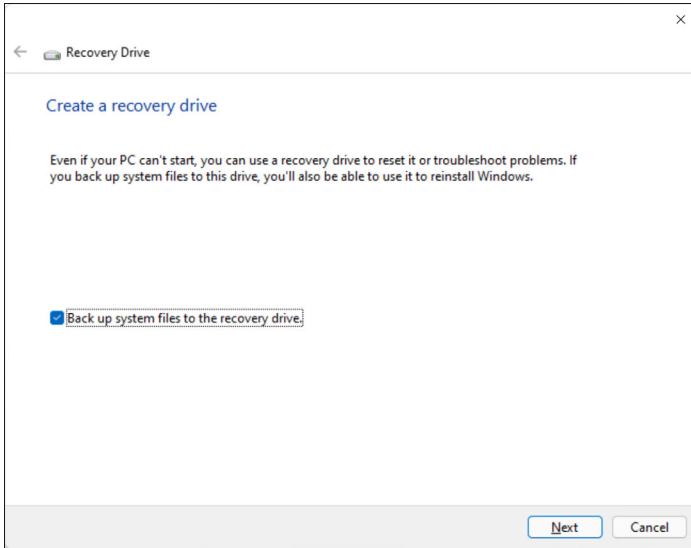 Recovery Drive
Create a recovery drive
Even if your PC can't start, you can use a recovery drive to reset it or troubleshoot problems. If
you back up system files to this drive, you'll also be able to use it to reinstall Windows.
Back up system files to the recovery drive.
Next
Cancel